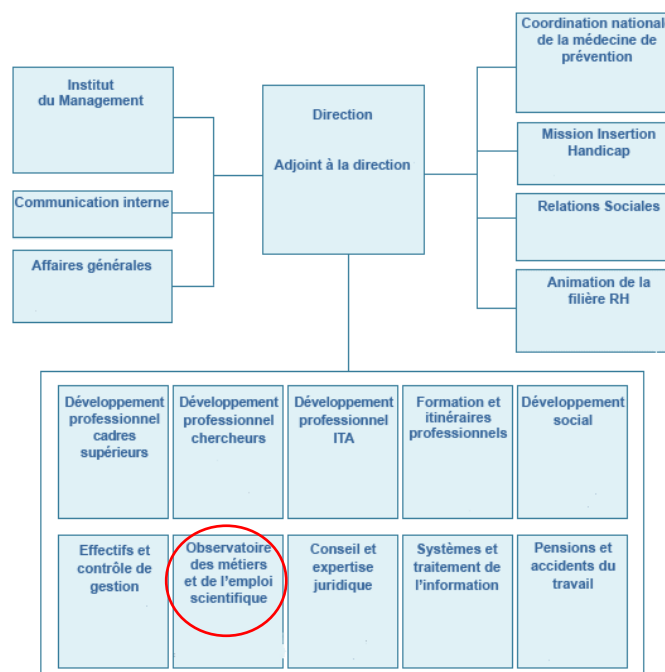 Institut
du Management
Communication interne
Affaires générales
Direction
Adjoint à la direction
Coordination nationale
de la médecine de
prévention
Mission Insertion
Handicap
Relations Sociales
Animation de la
filière RH
Développement
professionnel
cadres
supérieurs
Développement
professionnel
chercheurs
Développement
professionnel
ITA
Formation et
itinéraires
professionnels
Développement
social
Effectifs et
contrôle de
gestion
Observatoire
des métiers
et de l'emploi
scientifique
Conseil et
expertise
juridique
Systèmes et
traitement de
l'information
Pensions et
accidents du
travail